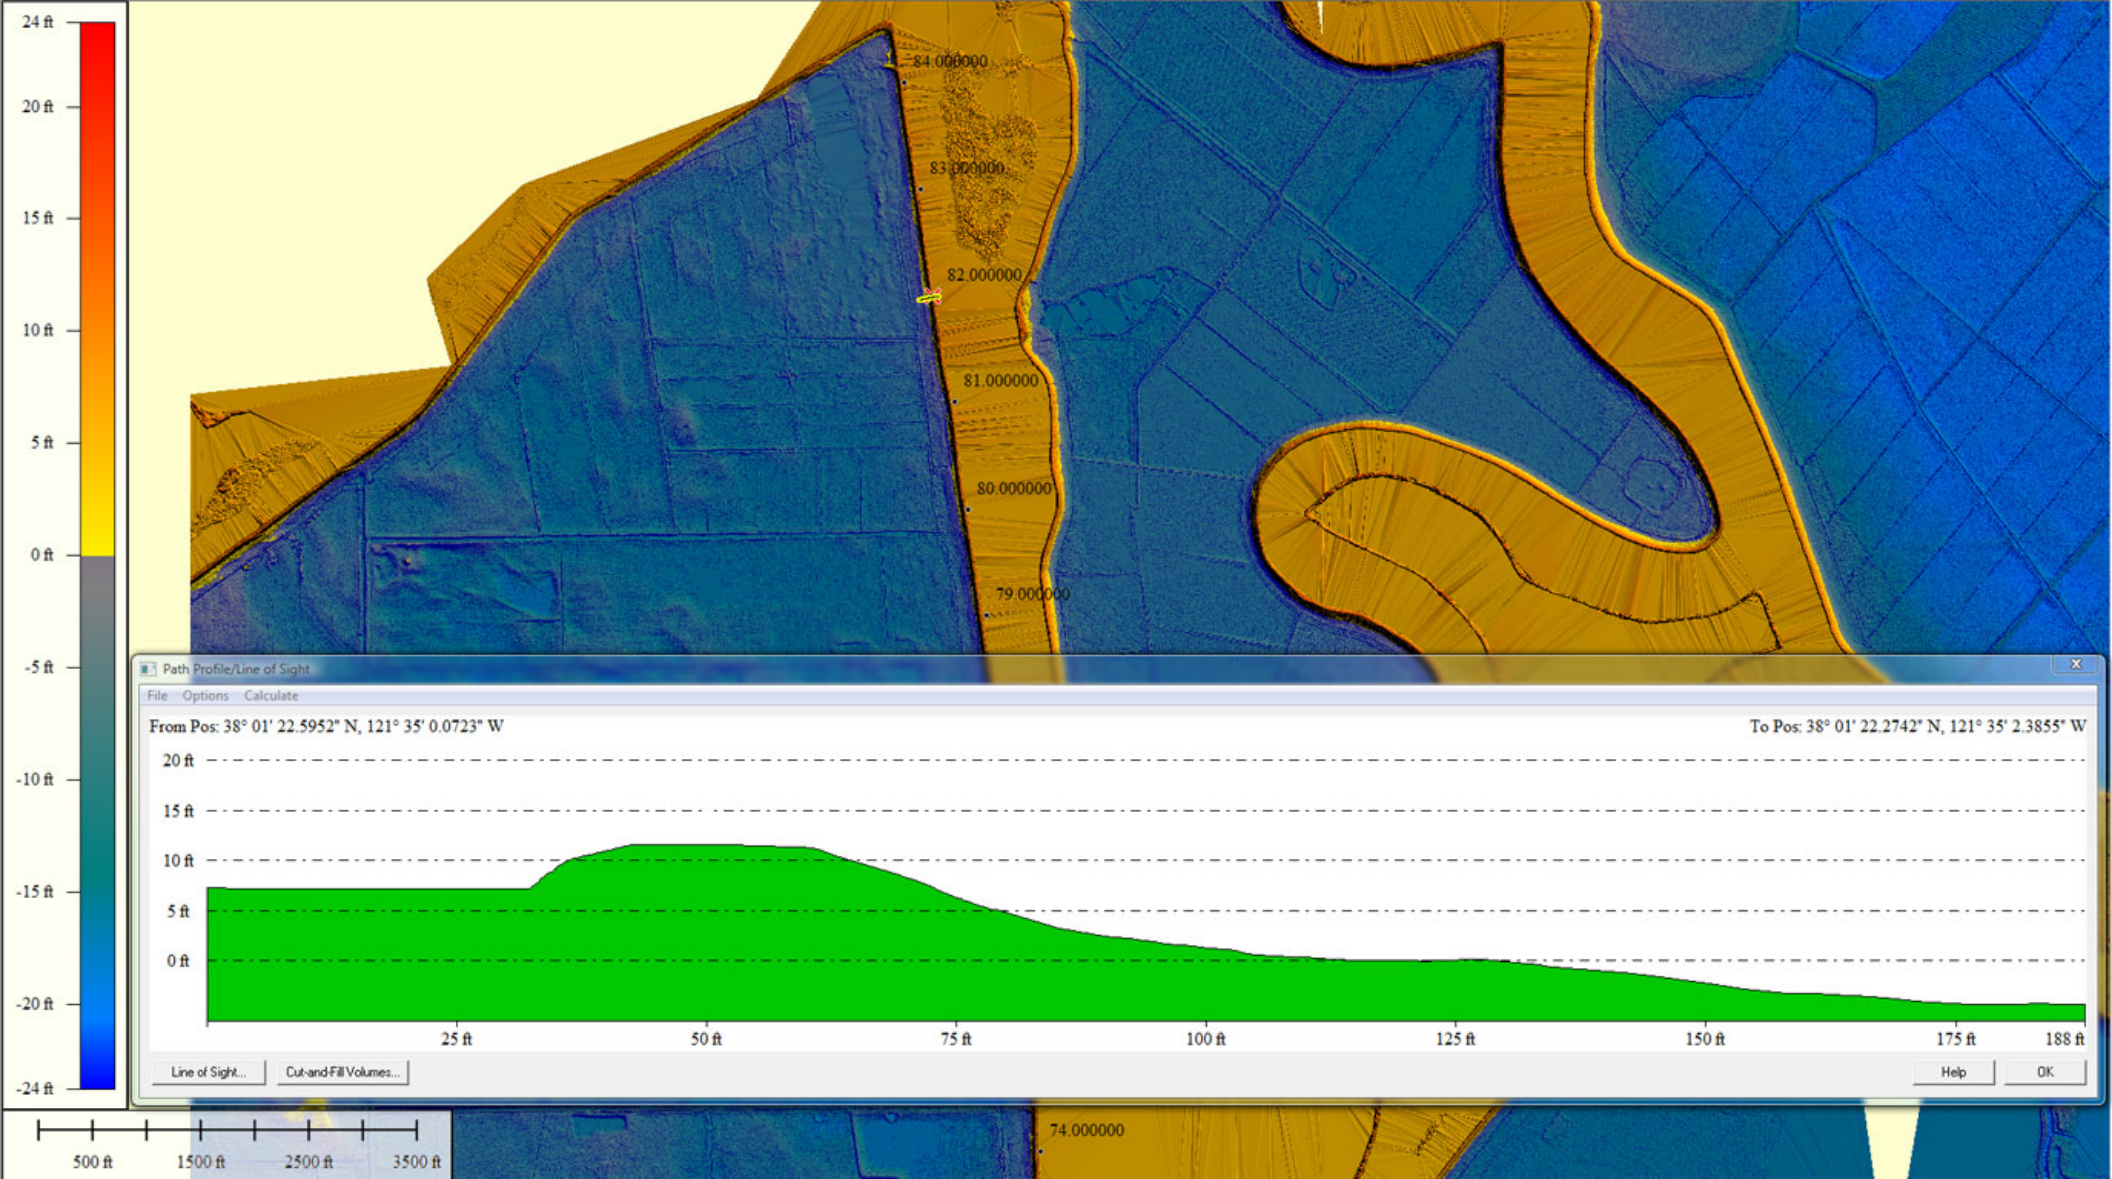 24 ft
20 ft
15 ft
10 ft
5 ft
0 ft
-5 ft
-10 ft
-15 ft
-20 ft
-24 ft
84.000000
83.000000
82.000000
81.000000
80.000000
79.000000
Path Profile/Line of Sight
File Options Calculate
From Pos: 38° 01' 22.5952" N, 121° 35' 0.0723" W
To Pos: 38° 01' 22.2742" N, 121° 35' 2.3855" W
20 ft
15 ft
10 ft
5 ft
0 ft
25 ft 50 ft 75 ft 100 ft 125 ft 150 ft 175 ft 188 ft
Line of Sight... Cut-and-Fill Volumes... Help OK
74.000000
500 ft 1500 ft 2500 ft 3500 ft